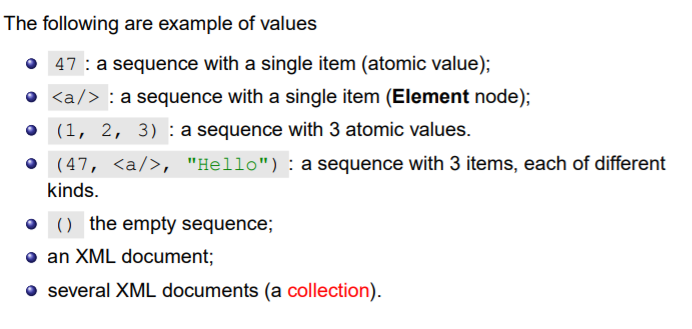 The following are example of values
47 : a sequence with a single item (atomic value);
<a/> : a sequence with a single item (Element node);
(1, 2, 3) : a sequence with 3 atomic values.
(47, <a/>, "Hello") : a sequence with 3 items, each of different
kinds.
() the empty sequence;
an XML document;
several XML documents (a collection).